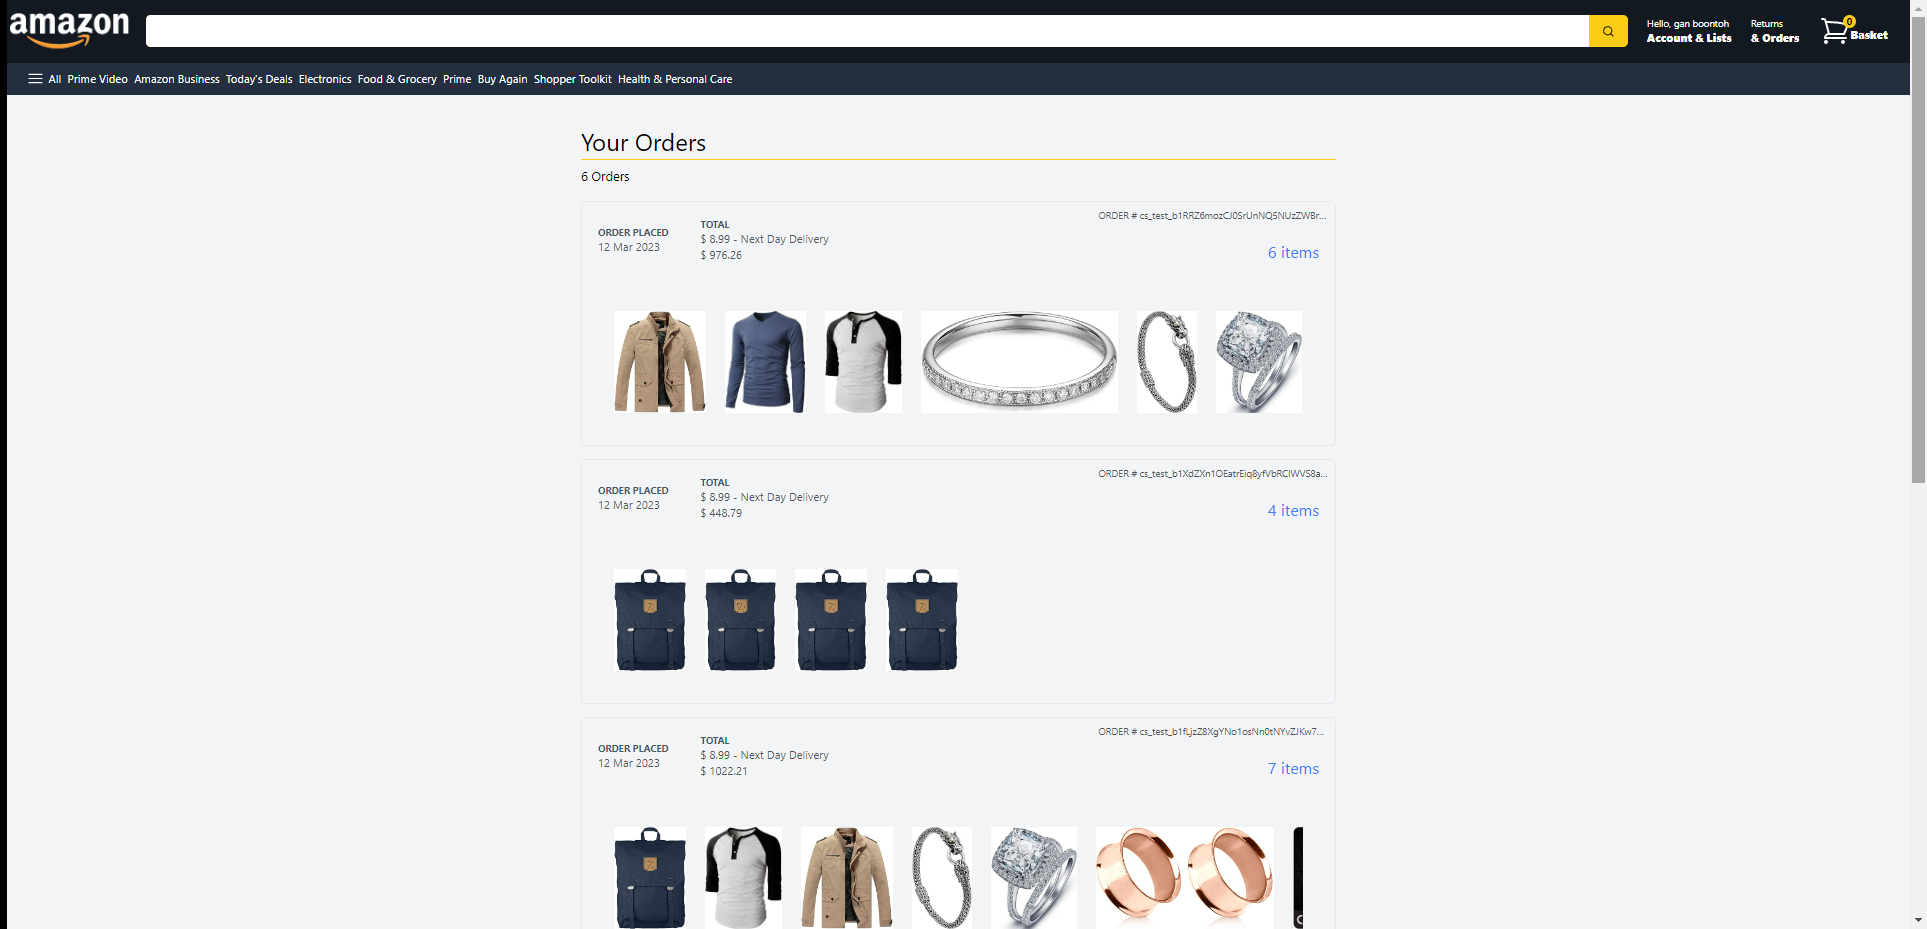 amazon
Hello, gan boontoh
Account & Lists
Returns
& Orders
0
Basket
All Prime Video Amazon Business Today's Deals Electronics Food & Grocery Prime Buy Again Shopper Toolkit Health & Personal Care
Your Orders
6 Orders
ORDER PLACED
12 Mar 2023
TOTAL
$ 8.99 - Next Day Delivery
$ 976.26
ORDER # cs_test_b1RRZ6mozCJ0SrUnNQ5NUzZWBr...
6 items
ORDER PLACED
12 Mar 2023
TOTAL
$ 8.99 - Next Day Delivery
$ 448.79
ORDER # cs_test_b1XdZXn1OEatrEiq8yfVbRCIWVS8a...
4 items
ORDER PLACED
12 Mar 2023
TOTAL
$ 8.99 - Next Day Delivery
$ 1022.21
ORDER # cs_test_b1fLjzZ8XgYNo1osNn0tNYvZJKw7...
7 items